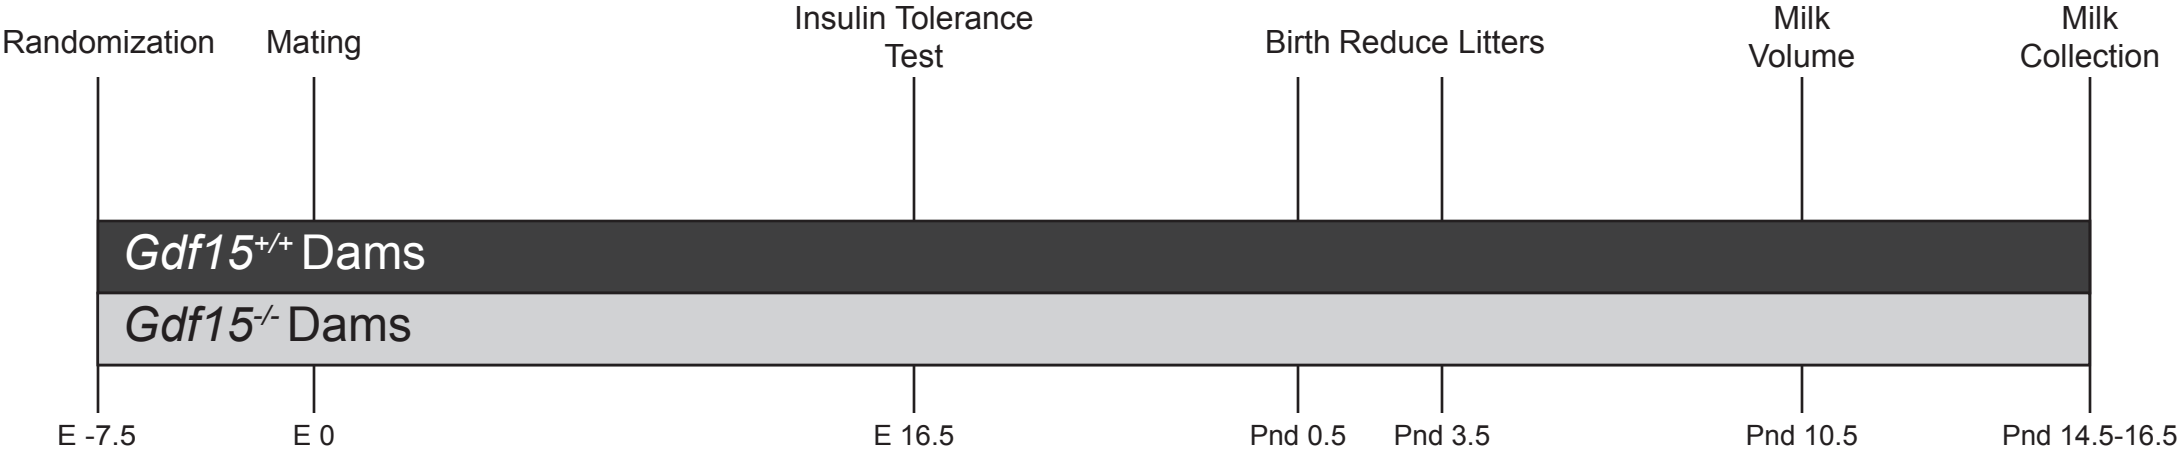 Randomization
Mating
Insulin Tolerance
Test
Birth
Reduce Litters
Milk
Volume
Milk
Collection
Gdf15+/+ Dams
Gdf15-/- Dams
E -7.5
E 0
E 16.5
Pnd 0.5
Pnd 3.5
Pnd 10.5
Pnd 14.5-16.5